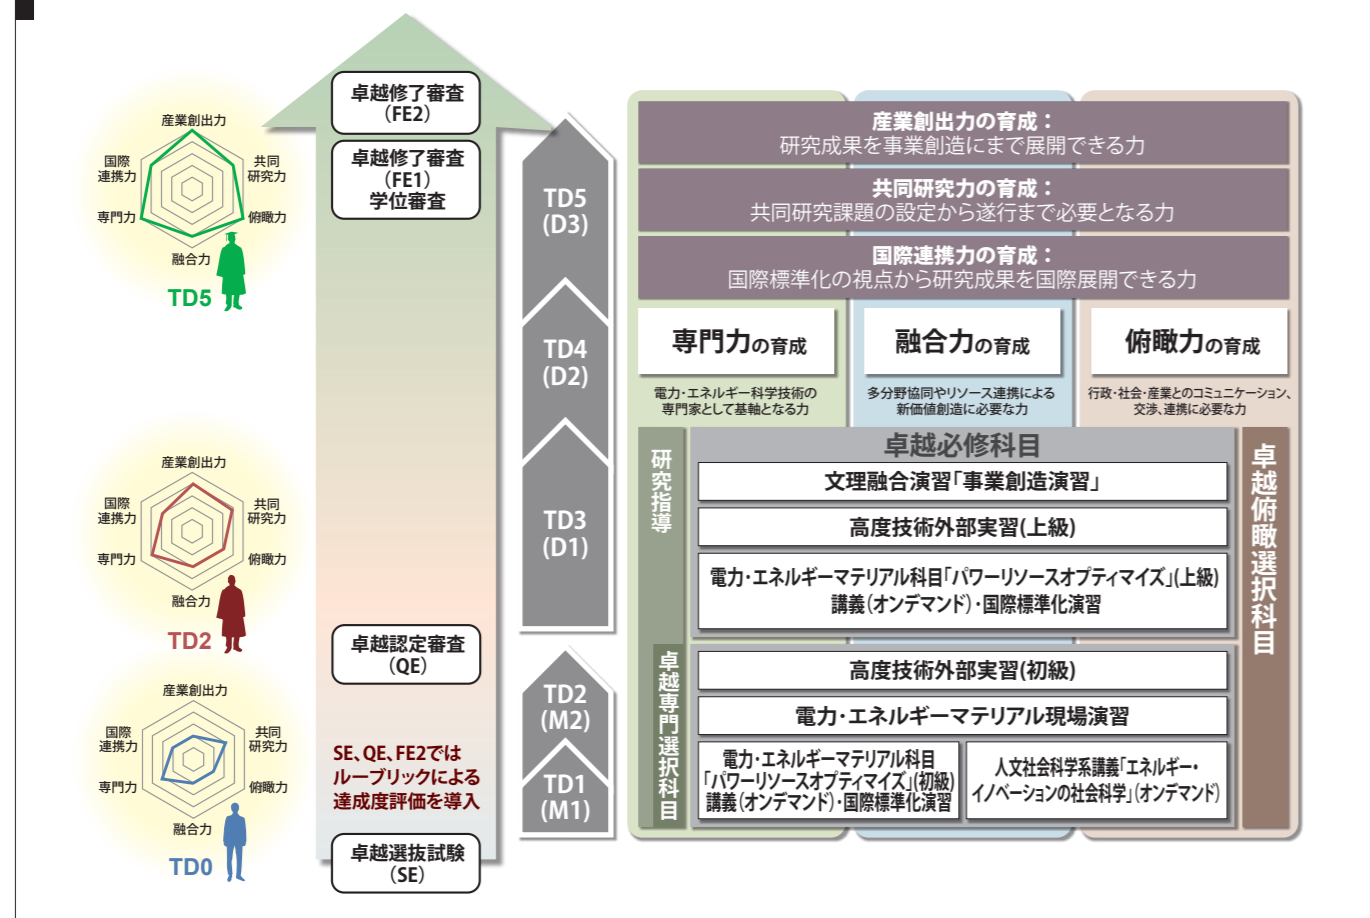 産業創出力
国際
連携力
共同
研究力
専門力
俯瞰力
融合力
TD5
産業創出力
国際
連携力
共同
研究力
専門力
俯瞰力
融合力
TD2
産業創出力
国際
連携力
共同
研究力
専門力
俯瞰力
融合力
TD0
卓越修了審査
(FE2)
卓越修了審査
(FE1)
学位審査
卓越認定審査
(QE)
SE、QE、FE2では
ルーブリックによる
達成度評価を導入
卓越選抜試験
(SE)
TD5
(D3)
TD4
(D2)
TD3
(D1)
TD2
(M2)
TD1
(M1)
産業創出力の育成：
研究成果を事業創造にまで展開できる力
共同研究力の育成：
共同研究課題の設定から遂行まで必要となる力
国際連携力の育成：
国際標準化の視点から研究成果を国際展開できる力
専門力の育成
電力・エネルギー科学技術の
専門家として基軸となる力
融合力の育成
多分野協同やリソース連携による
新価値創造に必要な力
俯瞰力の育成
行政・社会・産業とのコミュニケーション、
交渉、連携に必要な力
研究指導
卓越専門選択科目
卓越必修科目
文理融合演習「事業創造演習」
高度技術外部実習(上級)
電力・エネルギーマテリアル科目「パワーリソースオプティマイズ」(上級)
講義(オンデマンド)・国際標準化演習
高度技術外部実習(初級)
電力・エネルギーマテリアル現場演習
電力・エネルギーマテリアル科目
「パワーリソースオプティマイズ」(初級)
講義(オンデマンド)・国際標準化演習
人文社会科学系講義「エネルギー・
イノベーションの社会科学」(オンデマンド)
卓越俯瞰選択科目